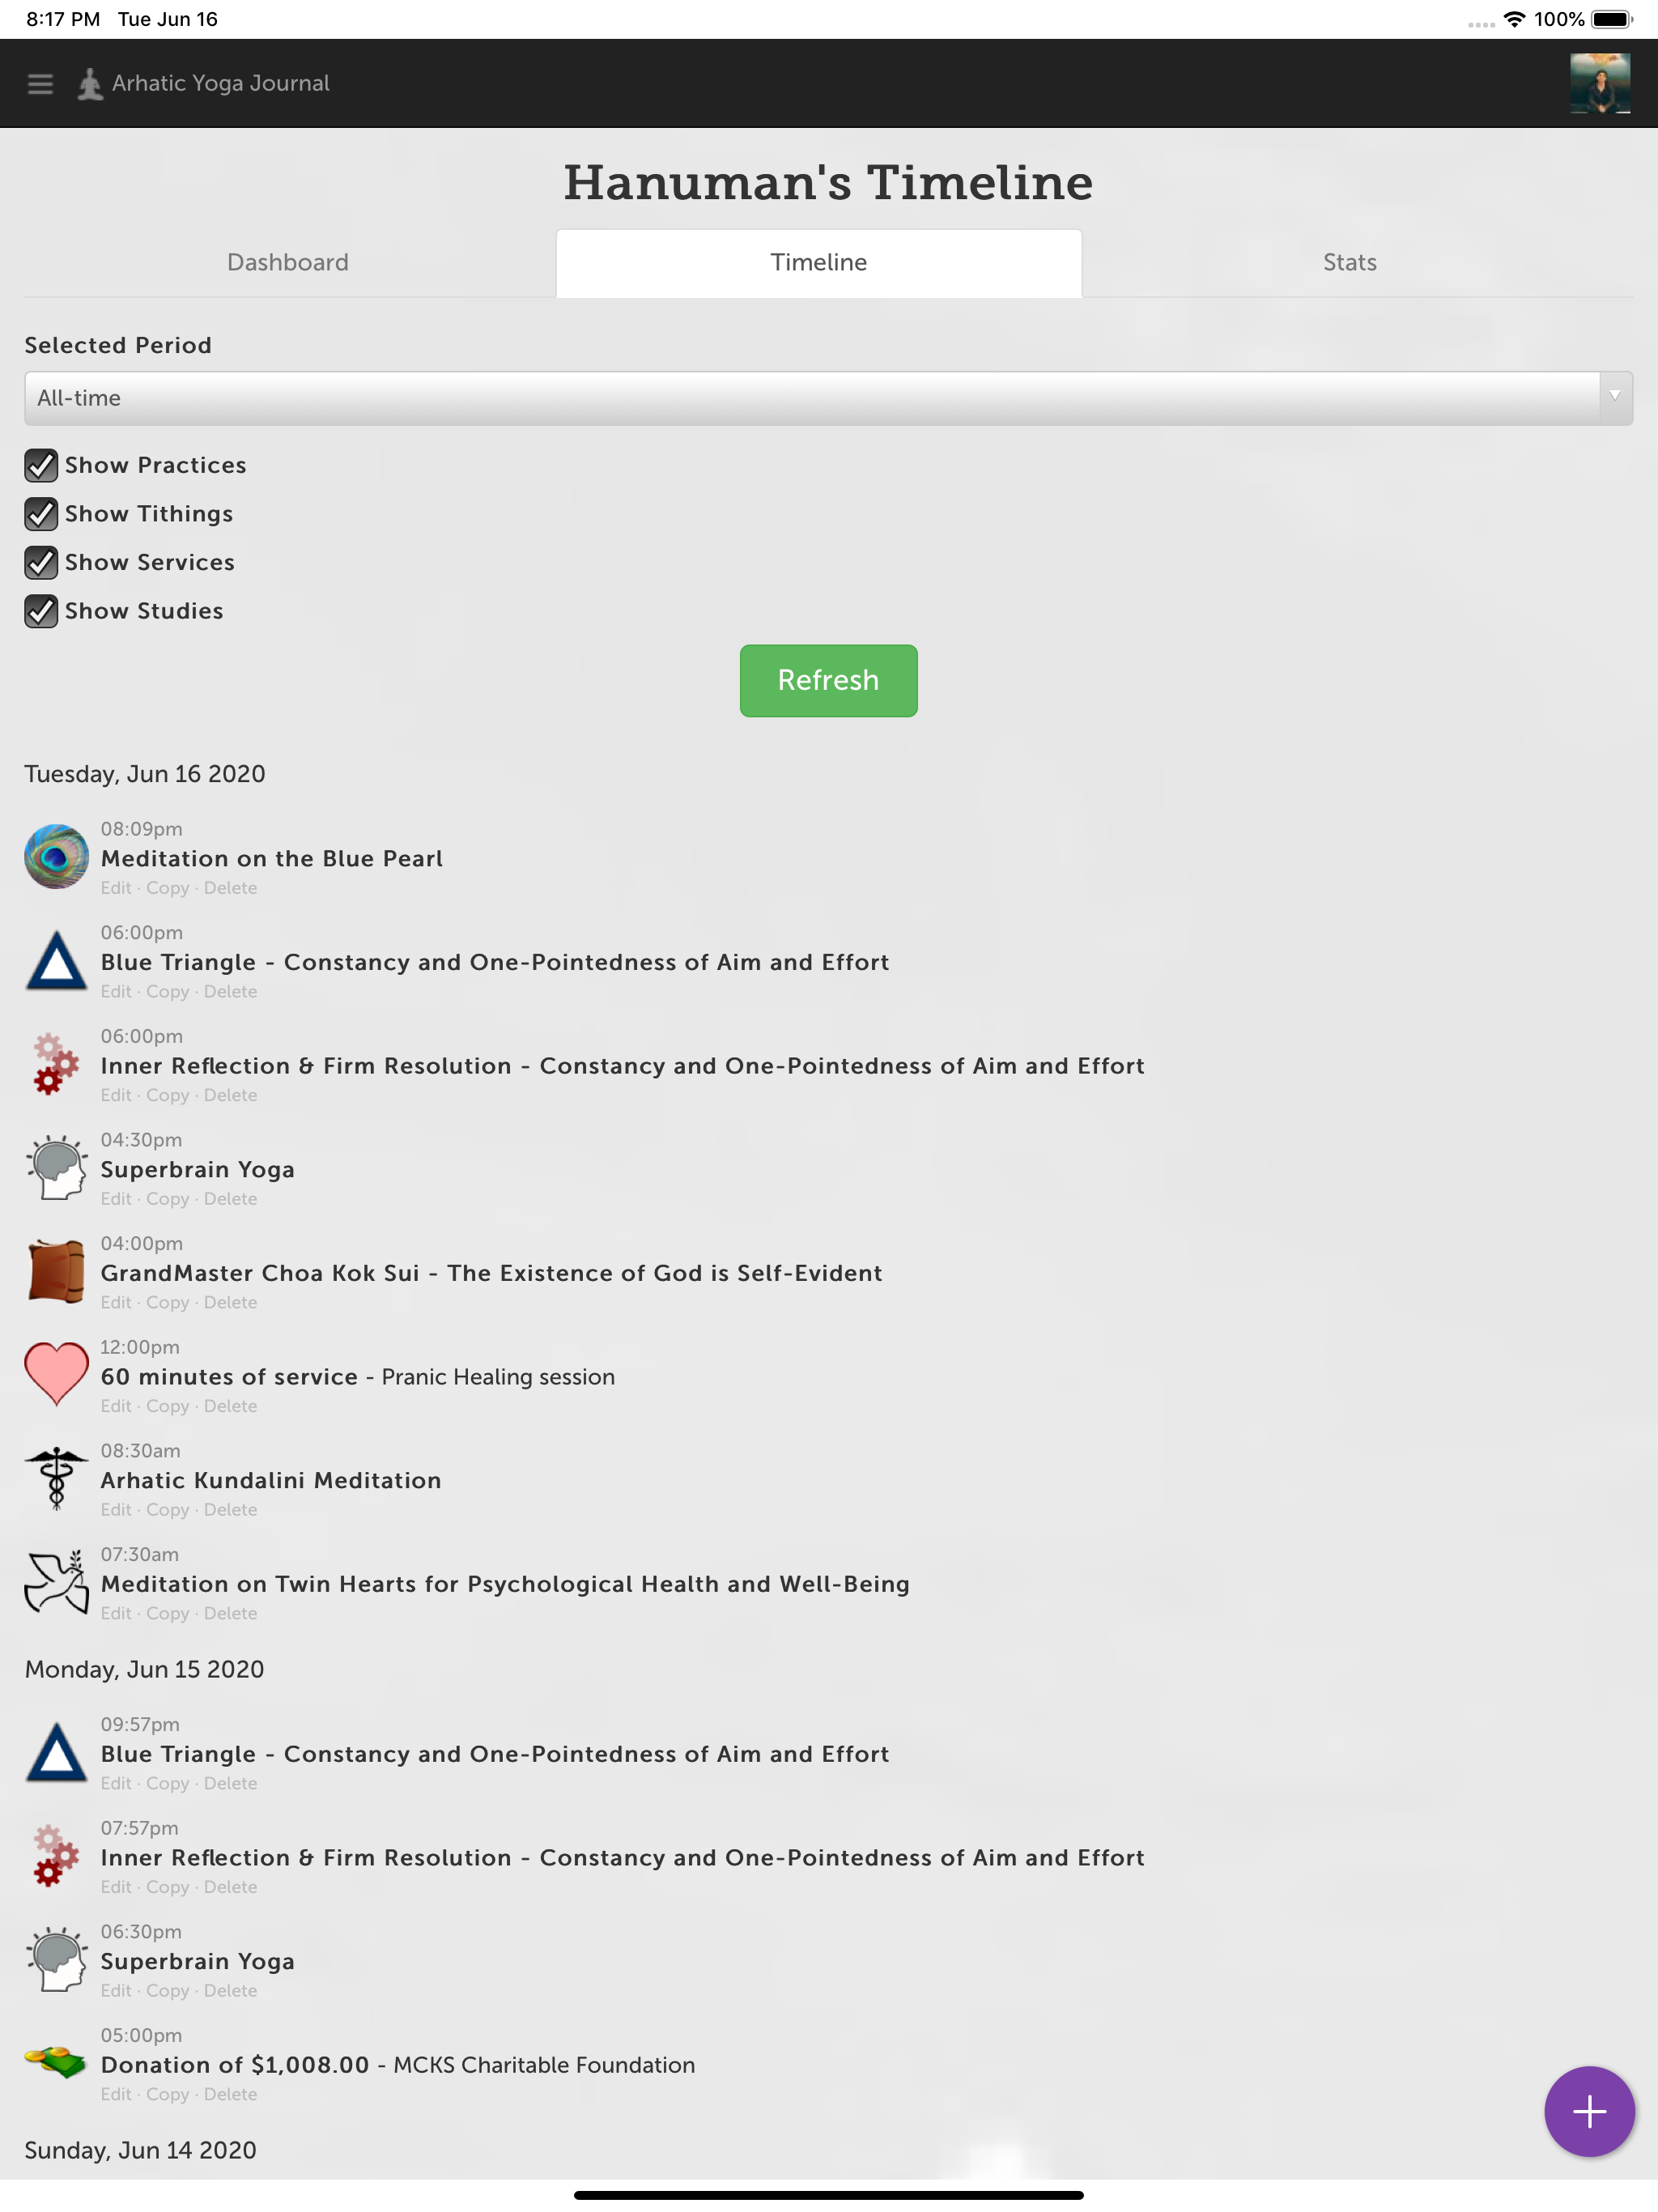 8:17 PM Tue Jun 16
100%
Arhatic Yoga Journal
Hanuman's Timeline
Dashboard
Timeline
Stats
Selected Period
All-time
Show Practices
Show Tithings
Show Services
Show Studies
Refresh
Tuesday, Jun 16 2020
08:09pm
Meditation on the Blue Pearl
Edit · Copy · Delete
06:00pm
Blue Triangle - Constancy and One-Pointedness of Aim and Effort
Edit · Copy · Delete
06:00pm
Inner Reflection & Firm Resolution - Constancy and One-Pointedness of Aim and Effort
Edit · Copy · Delete
04:30pm
Superbrain Yoga
Edit · Copy · Delete
04:00pm
GrandMaster Choa Kok Sui - The Existence of God is Self-Evident
Edit · Copy · Delete
12:00pm
60 minutes of service - Pranic Healing session
Edit · Copy · Delete
08:30am
Arhatic Kundalini Meditation
Edit · Copy · Delete
07:30am
Meditation on Twin Hearts for Psychological Health and Well-Being
Edit · Copy · Delete
Monday, Jun 15 2020
09:57pm
Blue Triangle - Constancy and One-Pointedness of Aim and Effort
Edit · Copy · Delete
07:57pm
Inner Reflection & Firm Resolution - Constancy and One-Pointedness of Aim and Effort
Edit · Copy · Delete
06:30pm
Superbrain Yoga
Edit · Copy · Delete
05:00pm
Donation of $1,008.00 - MCKS Charitable Foundation
Edit · Copy · Delete
Sunday, Jun 14 2020